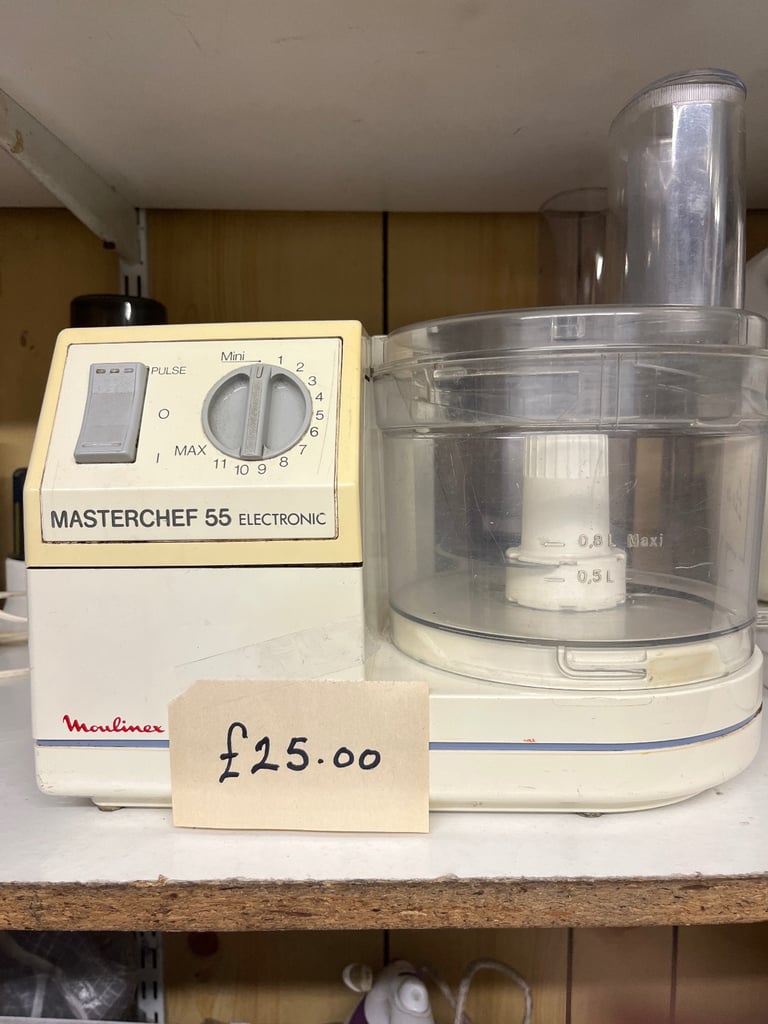 PULSE
O
I
Mini
1
2
3
4
5
6
7
8
9
10
11
MAX
MASTERCHEF 55 ELECTRONIC
0,8 L Maxi
0,5 L
Moulinex
£25.00